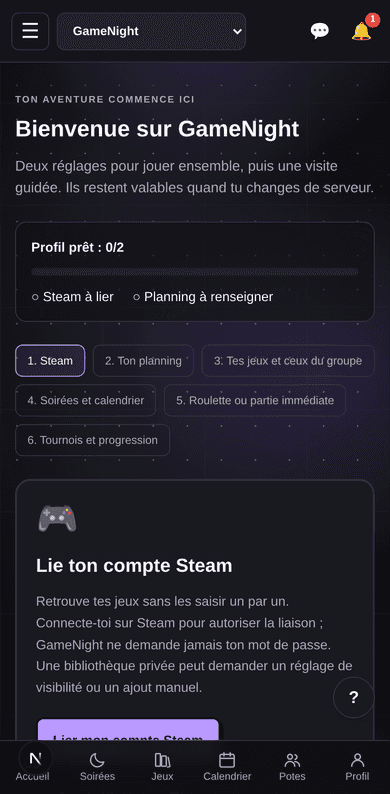 GameNight
1
TON AVENTURE COMMENCE ICI
Bienvenue sur GameNight
Deux réglages pour jouer ensemble, puis une visite
guidée. Ils restent valables quand tu changes de serveur.
Profil prêt : 0/2
○ Steam à lier ○ Planning à renseigner
1. Steam 2. Ton planning 3. Tes jeux et ceux du groupe
4. Soirées et calendrier 5. Roulette ou partie immédiate
6. Tournois et progression
Lie ton compte Steam
Retrouve tes jeux sans les saisir un par un.
Connecte-toi sur Steam pour autoriser la liaison ;
GameNight ne demande jamais ton mot de passe.
Une bibliothèque privée peut demander un réglage de
visibilité ou un ajout manuel.
?
Lier mon compte Steam
N
Accueil Soirées Jeux Calendrier Potes Profil